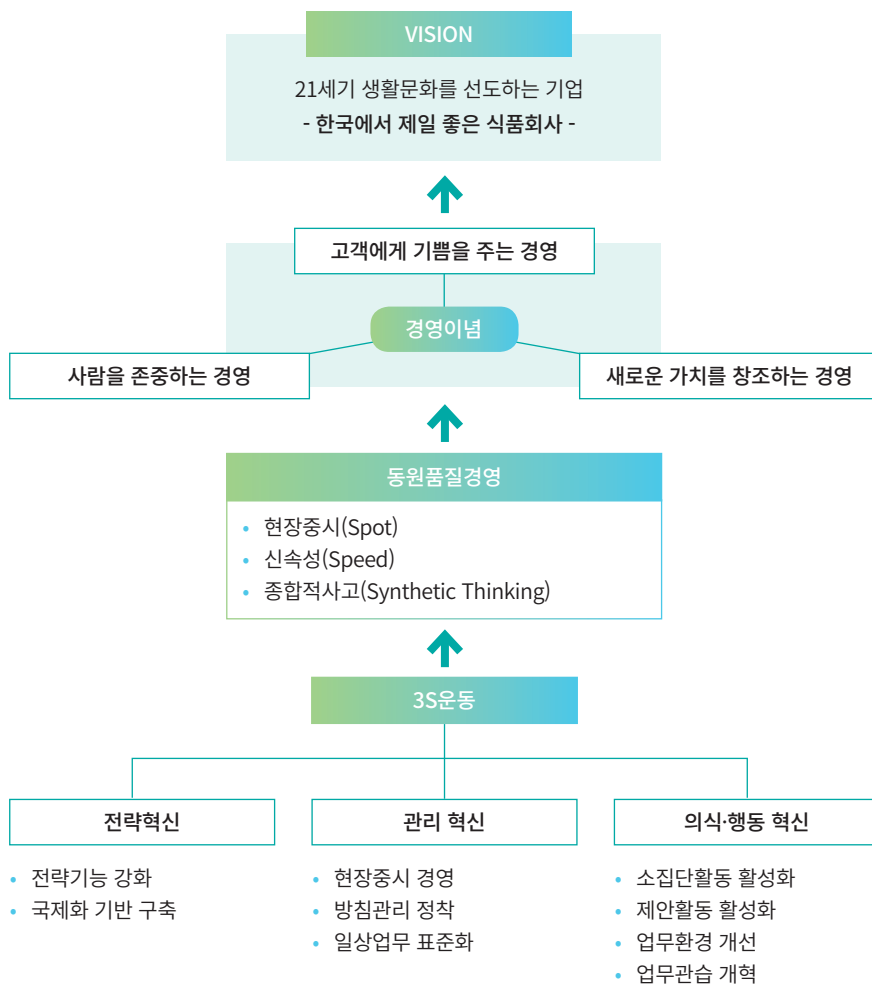 VISION
21세기 생활문화를 선도하는 기업
- 한국에서 제일 좋은 식품회사 -
고객에게 기쁨을 주는 경영
경영이념
사람을 존중하는 경영
새로운 가치를 창조하는 경영
동원품질경영
• 현장중시(Spot)
• 신속성(Speed)
• 종합적사고(Synthetic Thinking)
3S운동
전략혁신
• 전략기능 강화
• 국제화 기반 구축
관리 혁신
• 현장중시 경영
• 방침관리 정착
• 일상업무 표준화
의식·행동 혁신
• 소집단활동 활성화
• 제안활동 활성화
• 업무환경 개선
• 업무관습 개혁